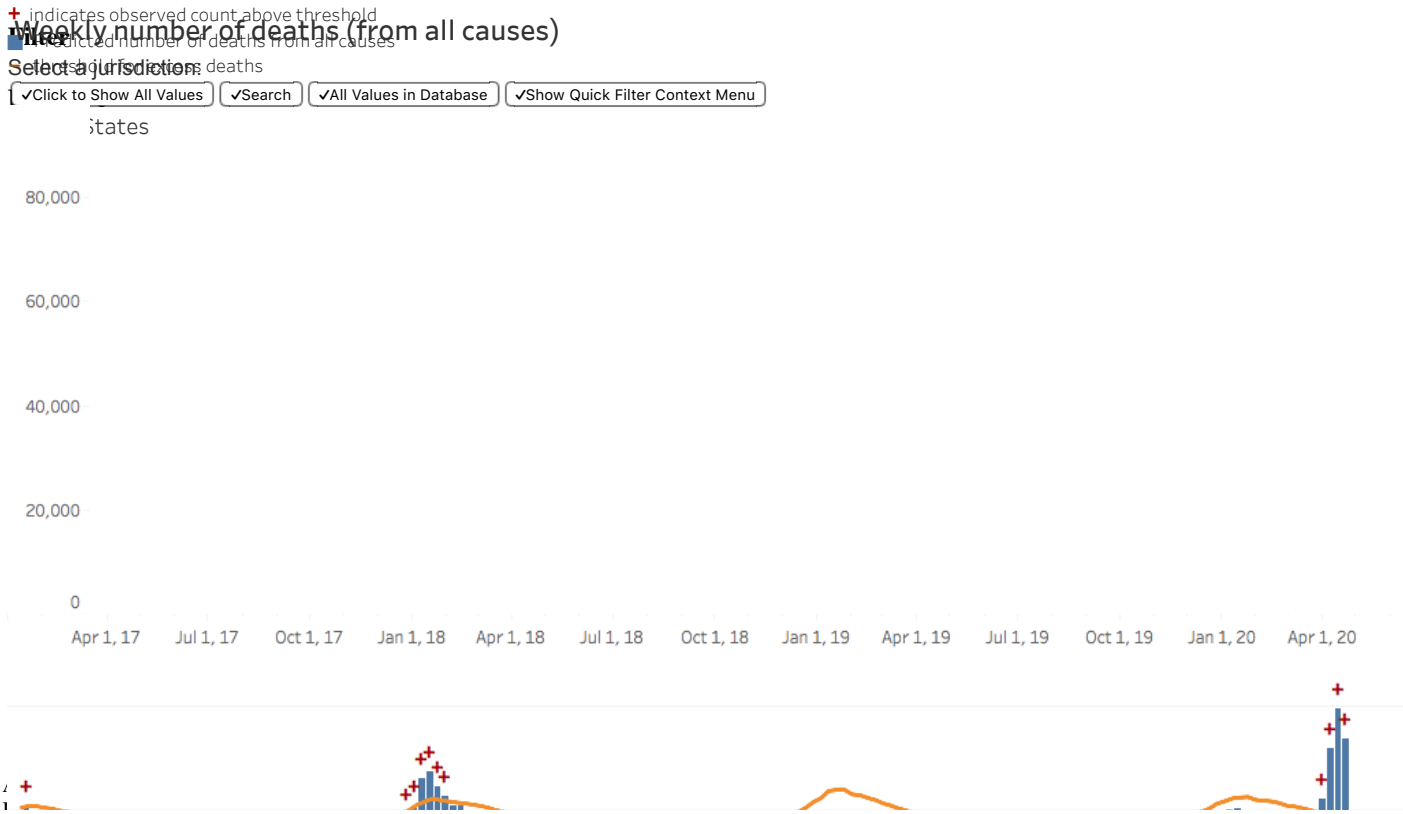 indicates observed count above threshold
Weekly number of deaths (from all causes)
Filter
Predicted number of deaths from all causes
Select a jurisdiction:
threshold for excess deaths
✓Click to Show All Values ✓Search ✓All Values in Database ✓Show Quick Filter Context Menu
States
80,000
60,000
40,000
20,000
0
Apr 1, 17 Jul 1, 17 Oct 1, 17 Jan 1, 18 Apr 1, 18 Jul 1, 18 Oct 1, 18 Jan 1, 19 Apr 1, 19 Jul 1, 19 Oct 1, 19 Jan 1, 20 Apr 1, 20